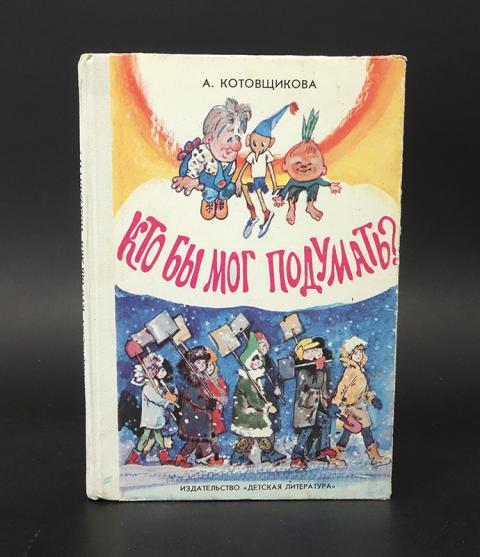 А. КОТОВЩИКОВА
КТО БЫ МОГ ПОДУМАТЬ?
ИЗДАТЕЛЬСТВО «ДЕТСКАЯ ЛИТЕРАТУРА»